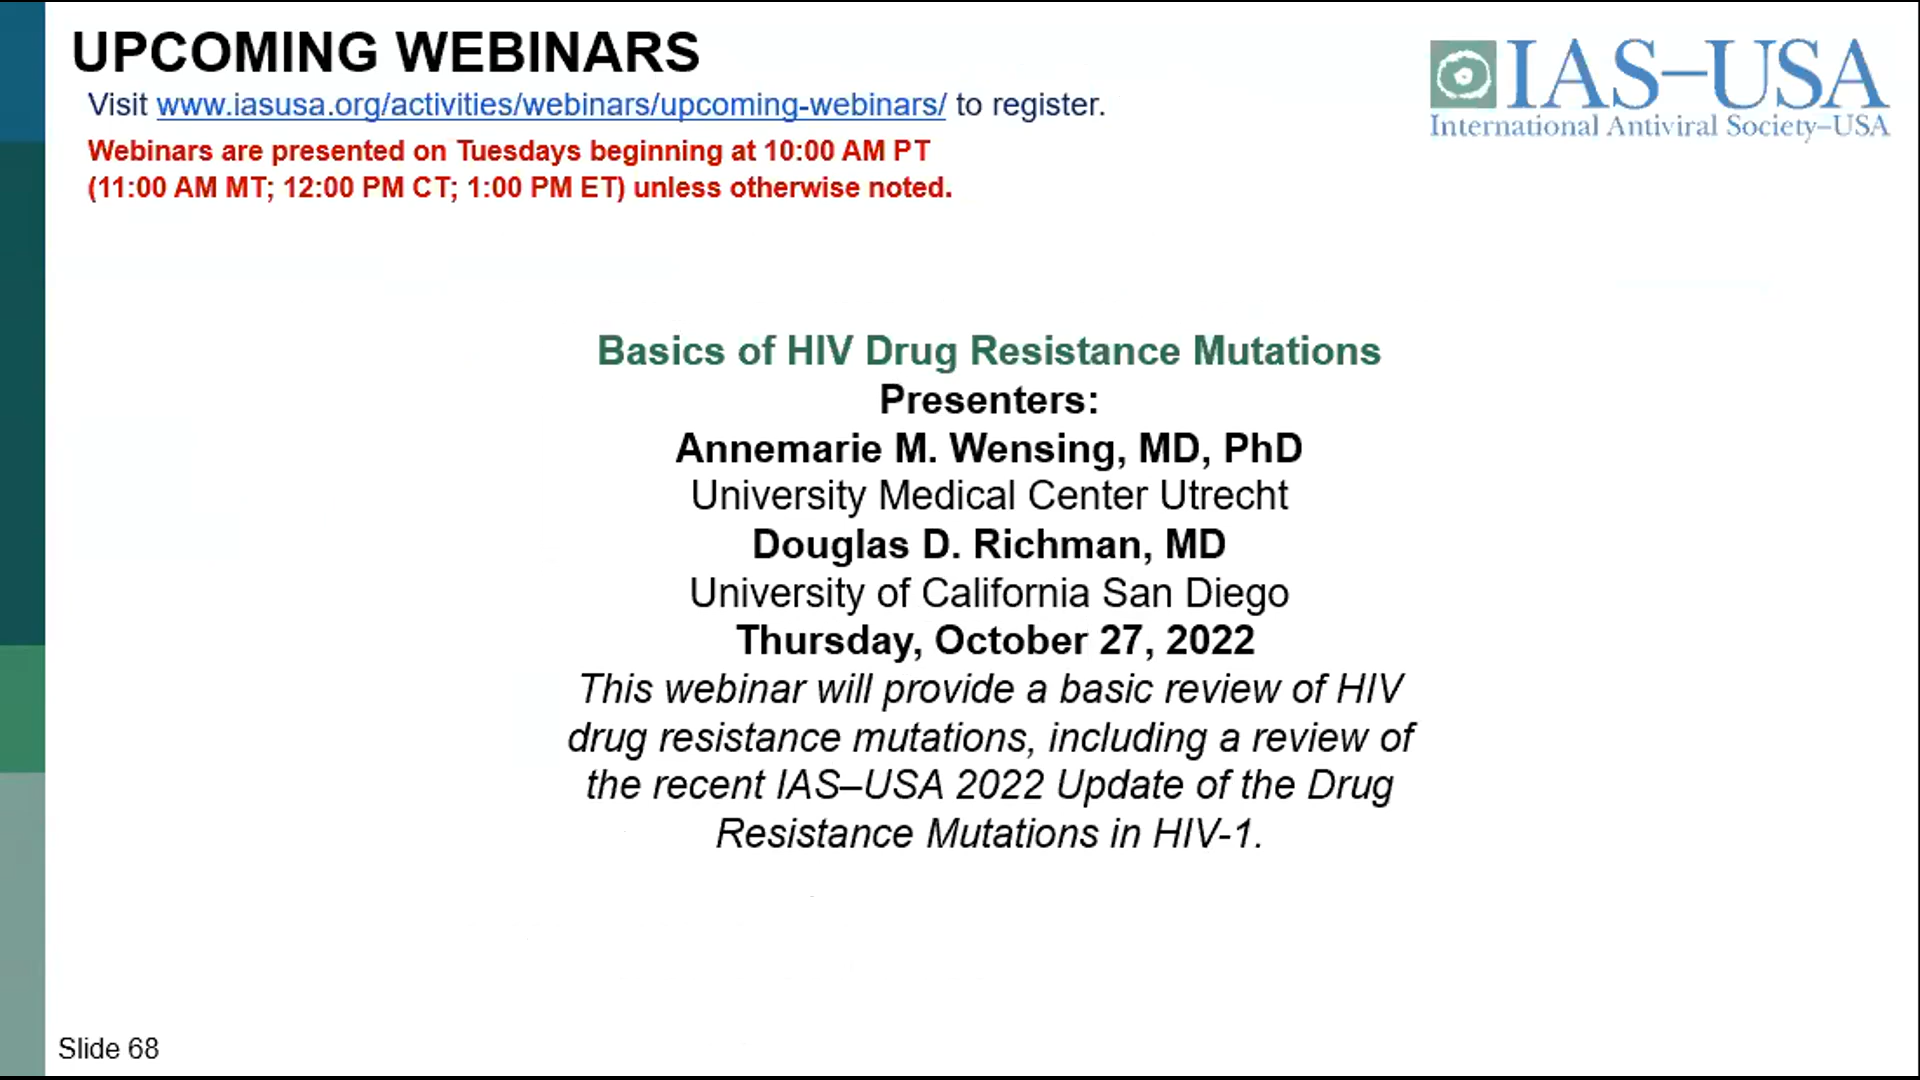 UPCOMING WEBINARS
Visit www.iasusa.org/activities/webinars/upcoming-webinars/ to register.
Webinars are presented on Tuesdays beginning at 10:00 AM PT
(11:00 AM MT; 12:00 PM CT; 1:00 PM ET) unless otherwise noted.
IAS–USA
International Antiviral Society–USA
Basics of HIV Drug Resistance Mutations
Presenters:
Annemarie M. Wensing, MD, PhD
University Medical Center Utrecht
Douglas D. Richman, MD
University of California San Diego
Thursday, October 27, 2022
This webinar will provide a basic review of HIV
drug resistance mutations, including a review of
the recent IAS–USA 2022 Update of the Drug
Resistance Mutations in HIV-1.
Slide 68